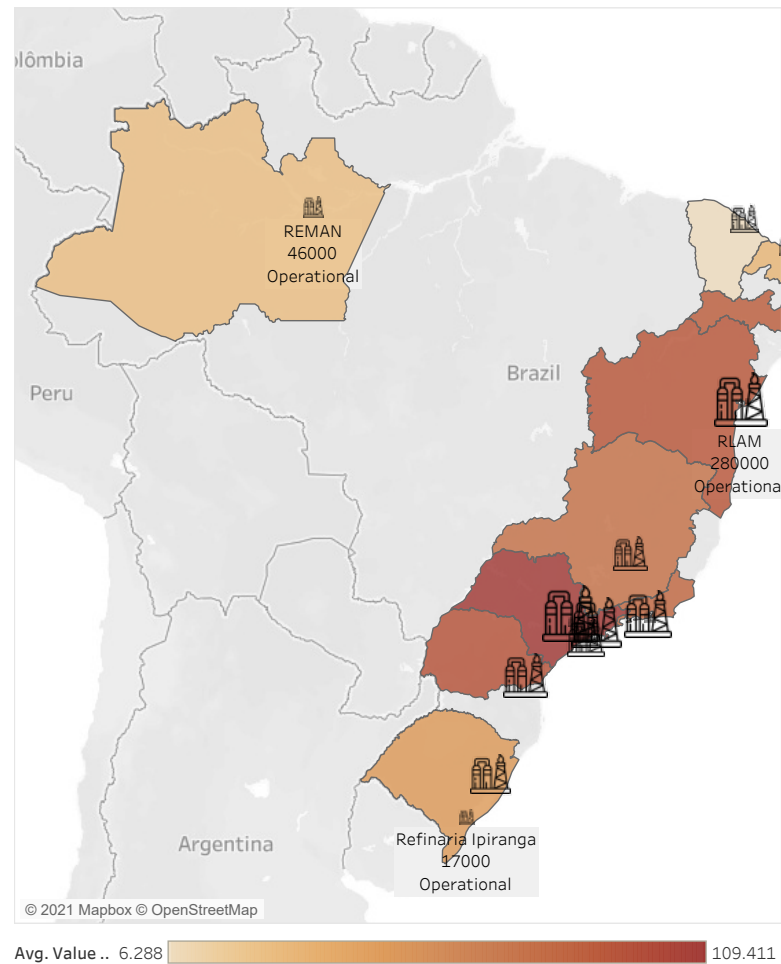 olômbia
REMAN
46000
Operational
Brazil
Peru
RLAM
280000
Operationa
Refinaria Ipiranga
17000
Operational
Argentina
© 2021 Mapbox © OpenStreetMap
Avg. Value .. 6.288 109.411